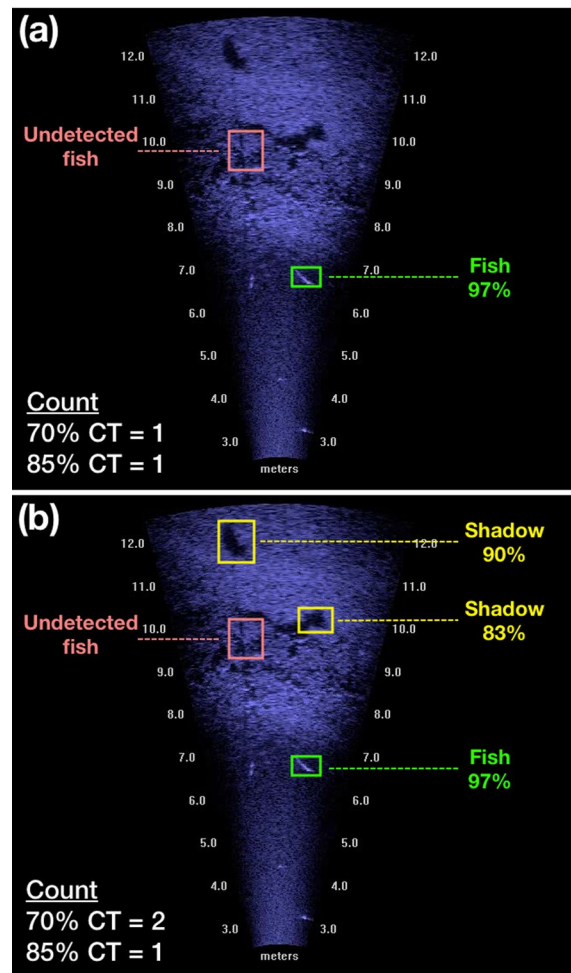 (a)
12.0
11.0 11.0
Undetected
fish
10.0 10.0
9.0 9.0
8.0 8.0
7.0 7.0
Fish
97%
6.0 6.0
5.0 5.0
4.0 4.0
Count
70% CT = 1
85% CT = 1
3.0 3.0
meters
(b)
12.0 12.0
Shadow
90%
11.0 11.0
Shadow
83%
Undetected
fish
10.0 10.0
9.0 9.0
8.0 8.0
7.0 7.0
Fish
97%
6.0 6.0
5.0 5.0
4.0 4.0
Count
70% CT = 2
85% CT = 1
3.0 3.0
meters